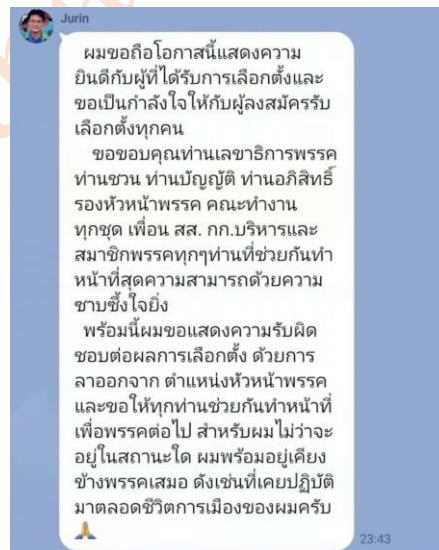 Jurin
ผมขอถือโอกาสนี้แสดงความ
ยินดีกับผู้ที่ได้รับการเลือกตั้งและ
ขอเป็นกำลังใจให้กับผู้ลงสมัครรับ
เลือกตั้งทุกคน
ขอขอบคุณท่านเลขาธิการพรรค
ท่านชวน ท่านบัญญัติ ท่านอภิสิทธิ์
รองหัวหน้าพรรค คณะทำงาน
ทุกชุด เพื่อน สส. กก.บริหารและ
สมาชิกพรรคทุกๆท่านที่ช่วยกันทำ
หน้าที่สุดความสามารถด้วยความ
ซาบซึ้งใจยิ่ง
พร้อมนี้ผมขอแสดงความรับผิด
ชอบต่อผลการเลือกตั้ง ด้วยการ
ลาออกจาก ตำแหน่งหัวหน้าพรรค
และขอให้ทุกท่านช่วยกันทำหน้าที่
เพื่อพรรคต่อไป สำหรับผมไม่ว่าจะ
อยู่ในสถานะใด ผมพร้อมอยู่เคียง
ข้างพรรคเสมอ ดังเช่นที่เคยปฏิบัติ
มาตลอดชีวิตการเมืองของผมครับ
🙏
23:43